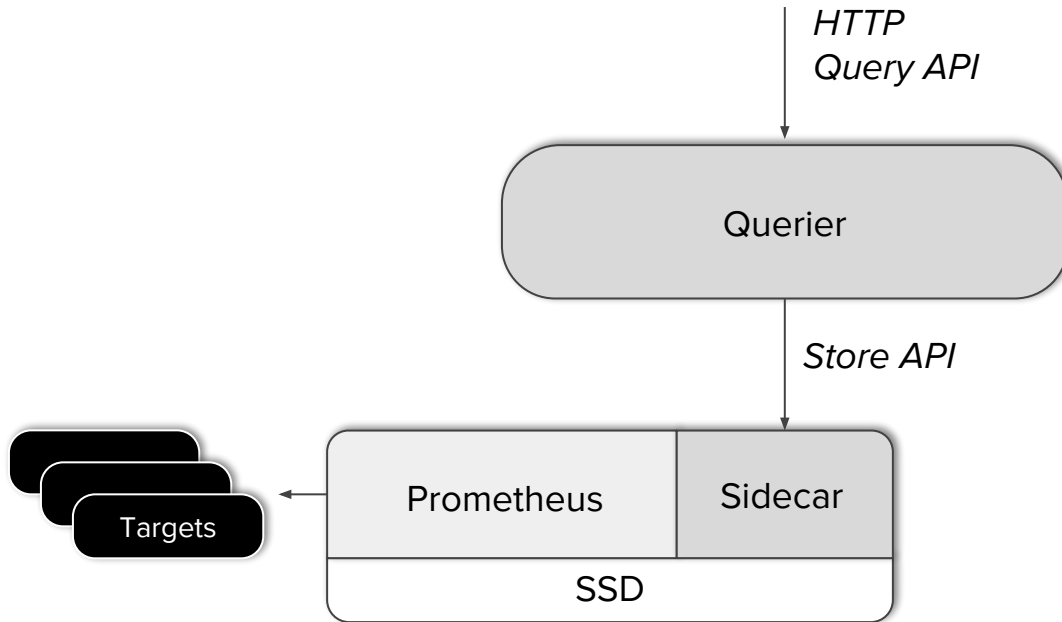 HTTP
Query API
Querier
Store API
Prometheus
Sidecar
Targets
SSD